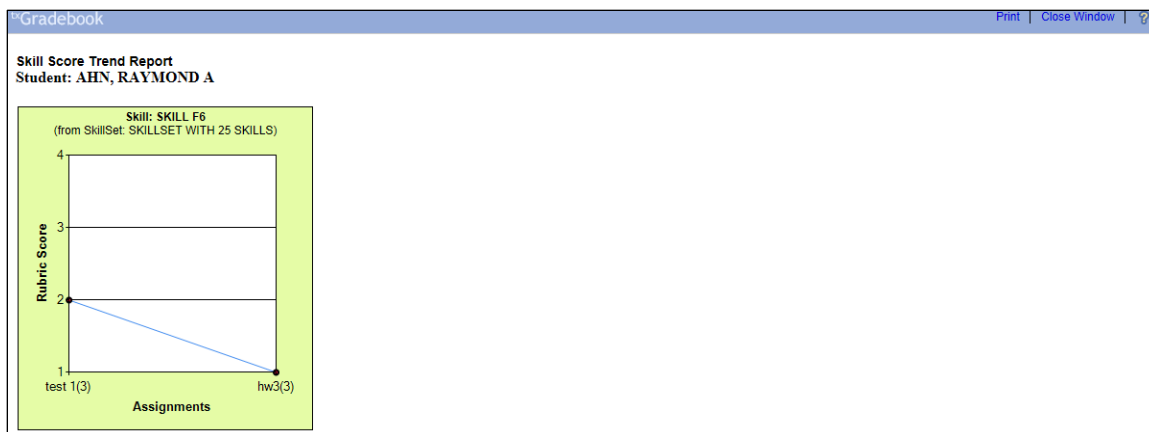 txGradebook
Print | Close Window | ?
Skill Score Trend Report
Student: AHN, RAYMOND A
Skill: SKILL F6
(from SkillSet: SKILLSET WITH 25 SKILLS)
4
3
Rubric Score
2
1
test 1(3) hw3(3)
Assignments